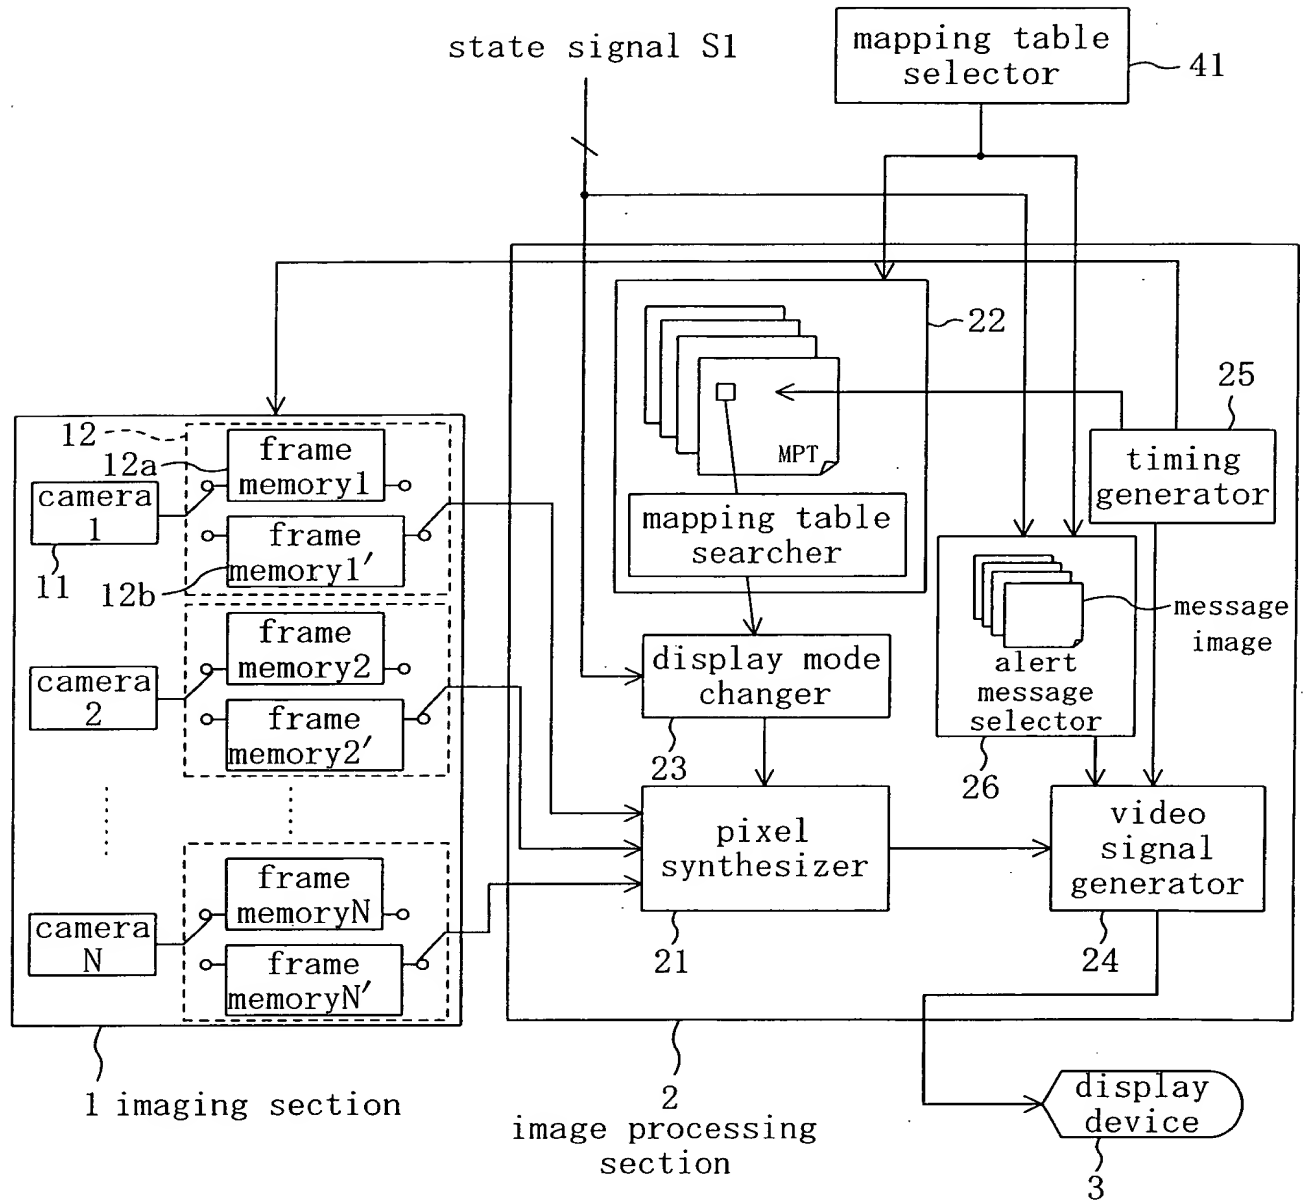 state signal S1
mapping table
selector
41
22
MPT
mapping table
searcher
25
timing
generator
12
12a
frame
memory1
camera
1
11
frame
memory1′
12b
frame
memory2
camera
2
frame
memory2′
frame
memoryN
camera
N
frame
memoryN′
display mode
changer
23
message
image
alert
message
selector
26
pixel
synthesizer
21
video
signal
generator
24
1 imaging section
2
image processing
section
display
device
3